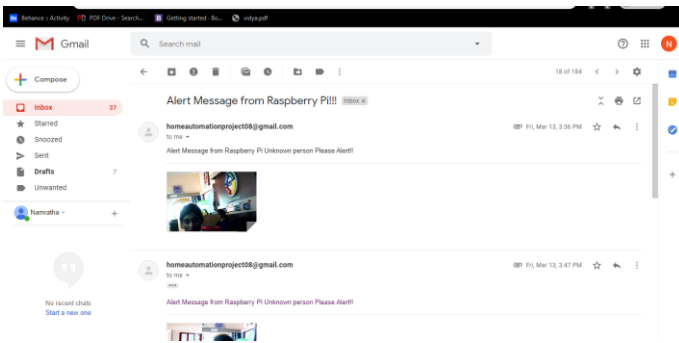 Behance :: Activity PDF Drive - Search... Getting started - Bo... vidya.pdf
Gmail
Search mail
Compose
18 of 184
Inbox 37
Alert Message from Raspberry Pi!!! Inbox x
Starred
Snoozed
Sent
Drafts 7
Unwanted
homeautomationproject08@gmail.com Fri, Mar 13, 3:36 PM
to me
Alert Message from Raspberry Pi Unknown person Please Alert!!
Namratha
No recent chats
Start a new one
homeautomationproject08@gmail.com Fri, Mar 13, 3:47 PM
to me
Alert Message from Raspberry Pi Unknown person Please Alert!!
N